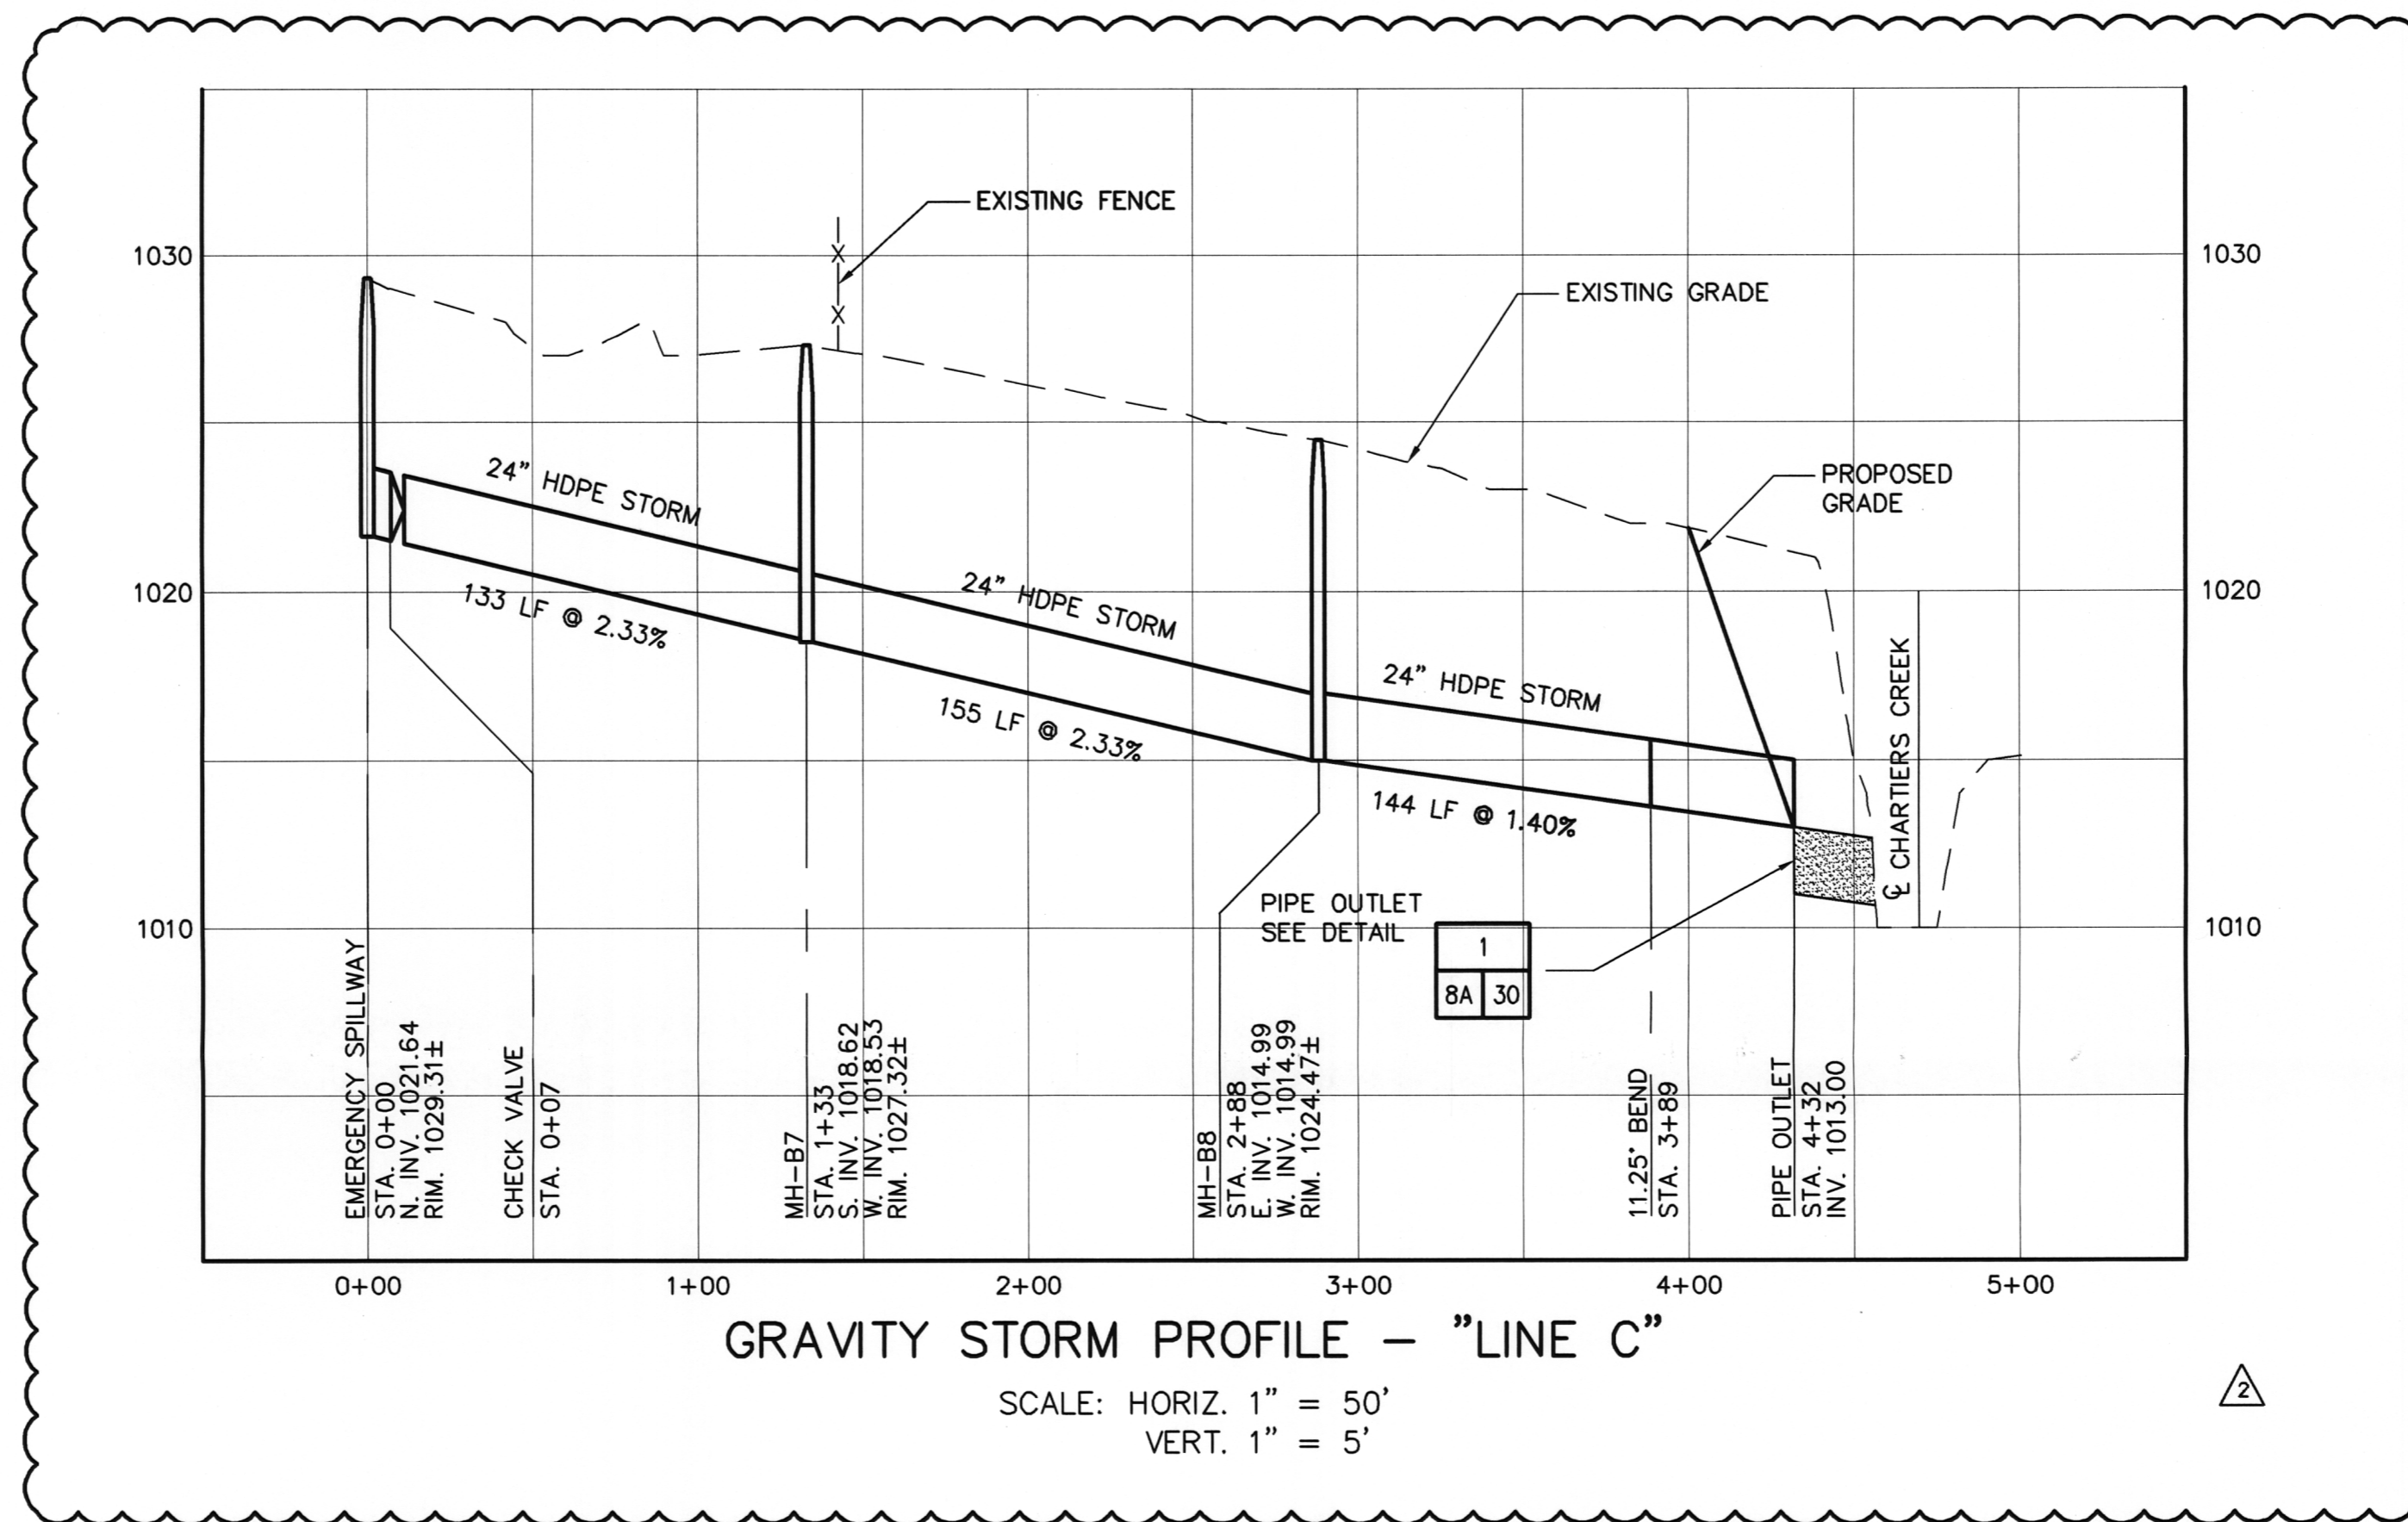 EXISTING FENCE
1030
1030
EXISTING GRADE
PROPOSED
GRADE
24" HDPE STORM
133 LF @ 2.33%
24" HDPE STORM
155 LF @ 2.33%
24" HDPE STORM
144 LF @ 1.40%
1020
1020
℄ CHARTIERS CREEK
PIPE OUTLET
SEE DETAIL
1
8A 30
1010
1010
EMERGENCY SPILLWAY
STA. 0+00
N. INV. 1021.64
RIM. 1029.31±
CHECK VALVE
STA. 0+07
MH-B7
STA. 1+33
S. INV. 1018.62
W. INV. 1018.53
RIM. 1027.32±
MH-B8
STA. 2+88
E. INV. 1014.99
W. INV. 1014.99
RIM. 1024.47±
11.25° BEND
STA. 3+89
PIPE OUTLET
STA. 4+32
INV. 1013.00
X
X
0+00 1+00 2+00 3+00 4+00 5+00
GRAVITY STORM PROFILE - "LINE C"
SCALE: HORIZ. 1" = 50'
VERT. 1" = 5'
2